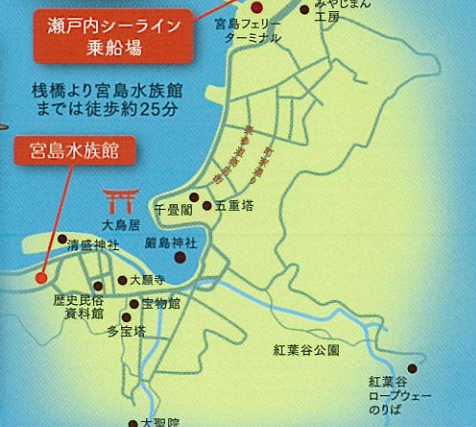 みやじまん
工房
瀬戸内シーライン
乗船場
宮島フェリー
ターミナル
桟橋より宮島水族館
までは徒歩約25分
宮島水族館
表参道商店街
町家通り
千畳閣
五重塔
大鳥居
清盛神社
嚴島神社
大願寺
歴史民俗
資料館
宝物館
多宝塔
紅葉谷公園
紅葉谷
ロープウェー
のりば
大聖院